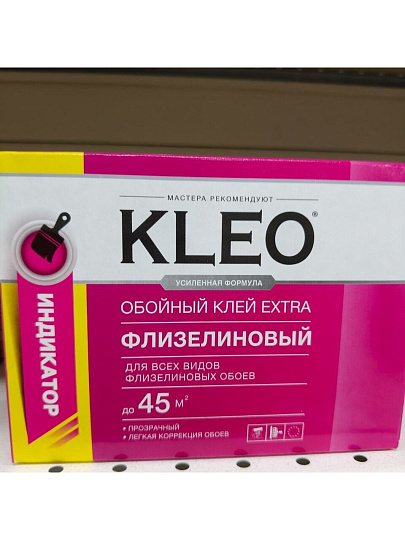 МАСТЕРА РЕКОМЕНДУЮТ
KLEO®
УСИЛЕННАЯ ФОРМУЛА
ИНДИКАТОР
ОБОЙНЫЙ КЛЕЙ EXTRA
ФЛИЗЕЛИНОВЫЙ
ДЛЯ ВСЕХ ВИДОВ
ФЛИЗЕЛИНОВЫХ ОБОЕВ
ДО 45 М²
• ПРОЗРАЧНЫЙ
• ЛЕГКАЯ КОРРЕКЦИЯ ОБОЕВ